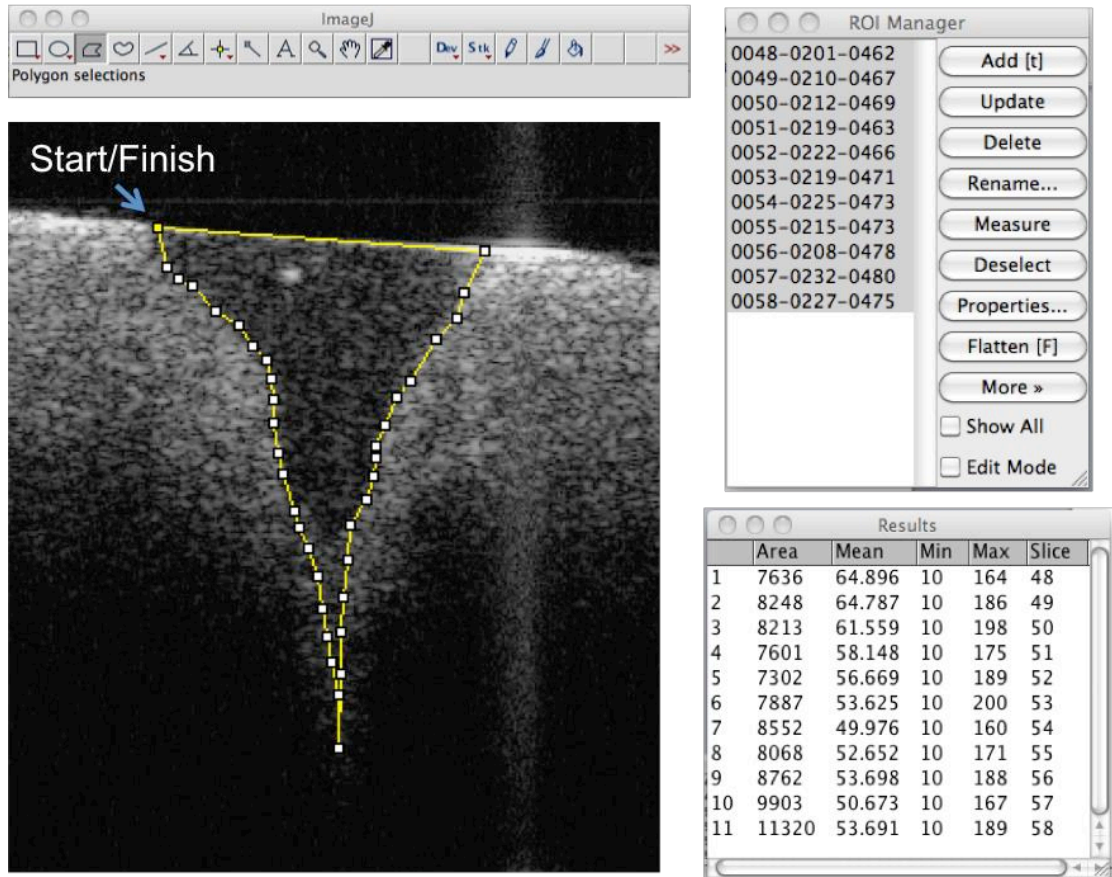 ImageJ
Dev Stk >>
Polygon selections
Start/Finish
ROI Manager
0048-0201-0462
0049-0210-0467
0050-0212-0469
0051-0219-0463
0052-0222-0466
0053-0219-0471
0054-0225-0473
0055-0215-0473
0056-0208-0478
0057-0232-0480
0058-0227-0475
Add [t]
Update
Delete
Rename...
Measure
Deselect
Properties...
Flatten [F]
More »
Show All
Edit Mode
Results
Area Mean Min Max Slice
1 7636 64.896 10 164 48
2 8248 64.787 10 186 49
3 8213 61.559 10 198 50
4 7601 58.148 10 175 51
5 7302 56.669 10 189 52
6 7887 53.625 10 200 53
7 8552 49.976 10 160 54
8 8068 52.652 10 171 55
9 8762 53.698 10 188 56
10 9903 50.673 10 167 57
11 11320 53.691 10 189 58